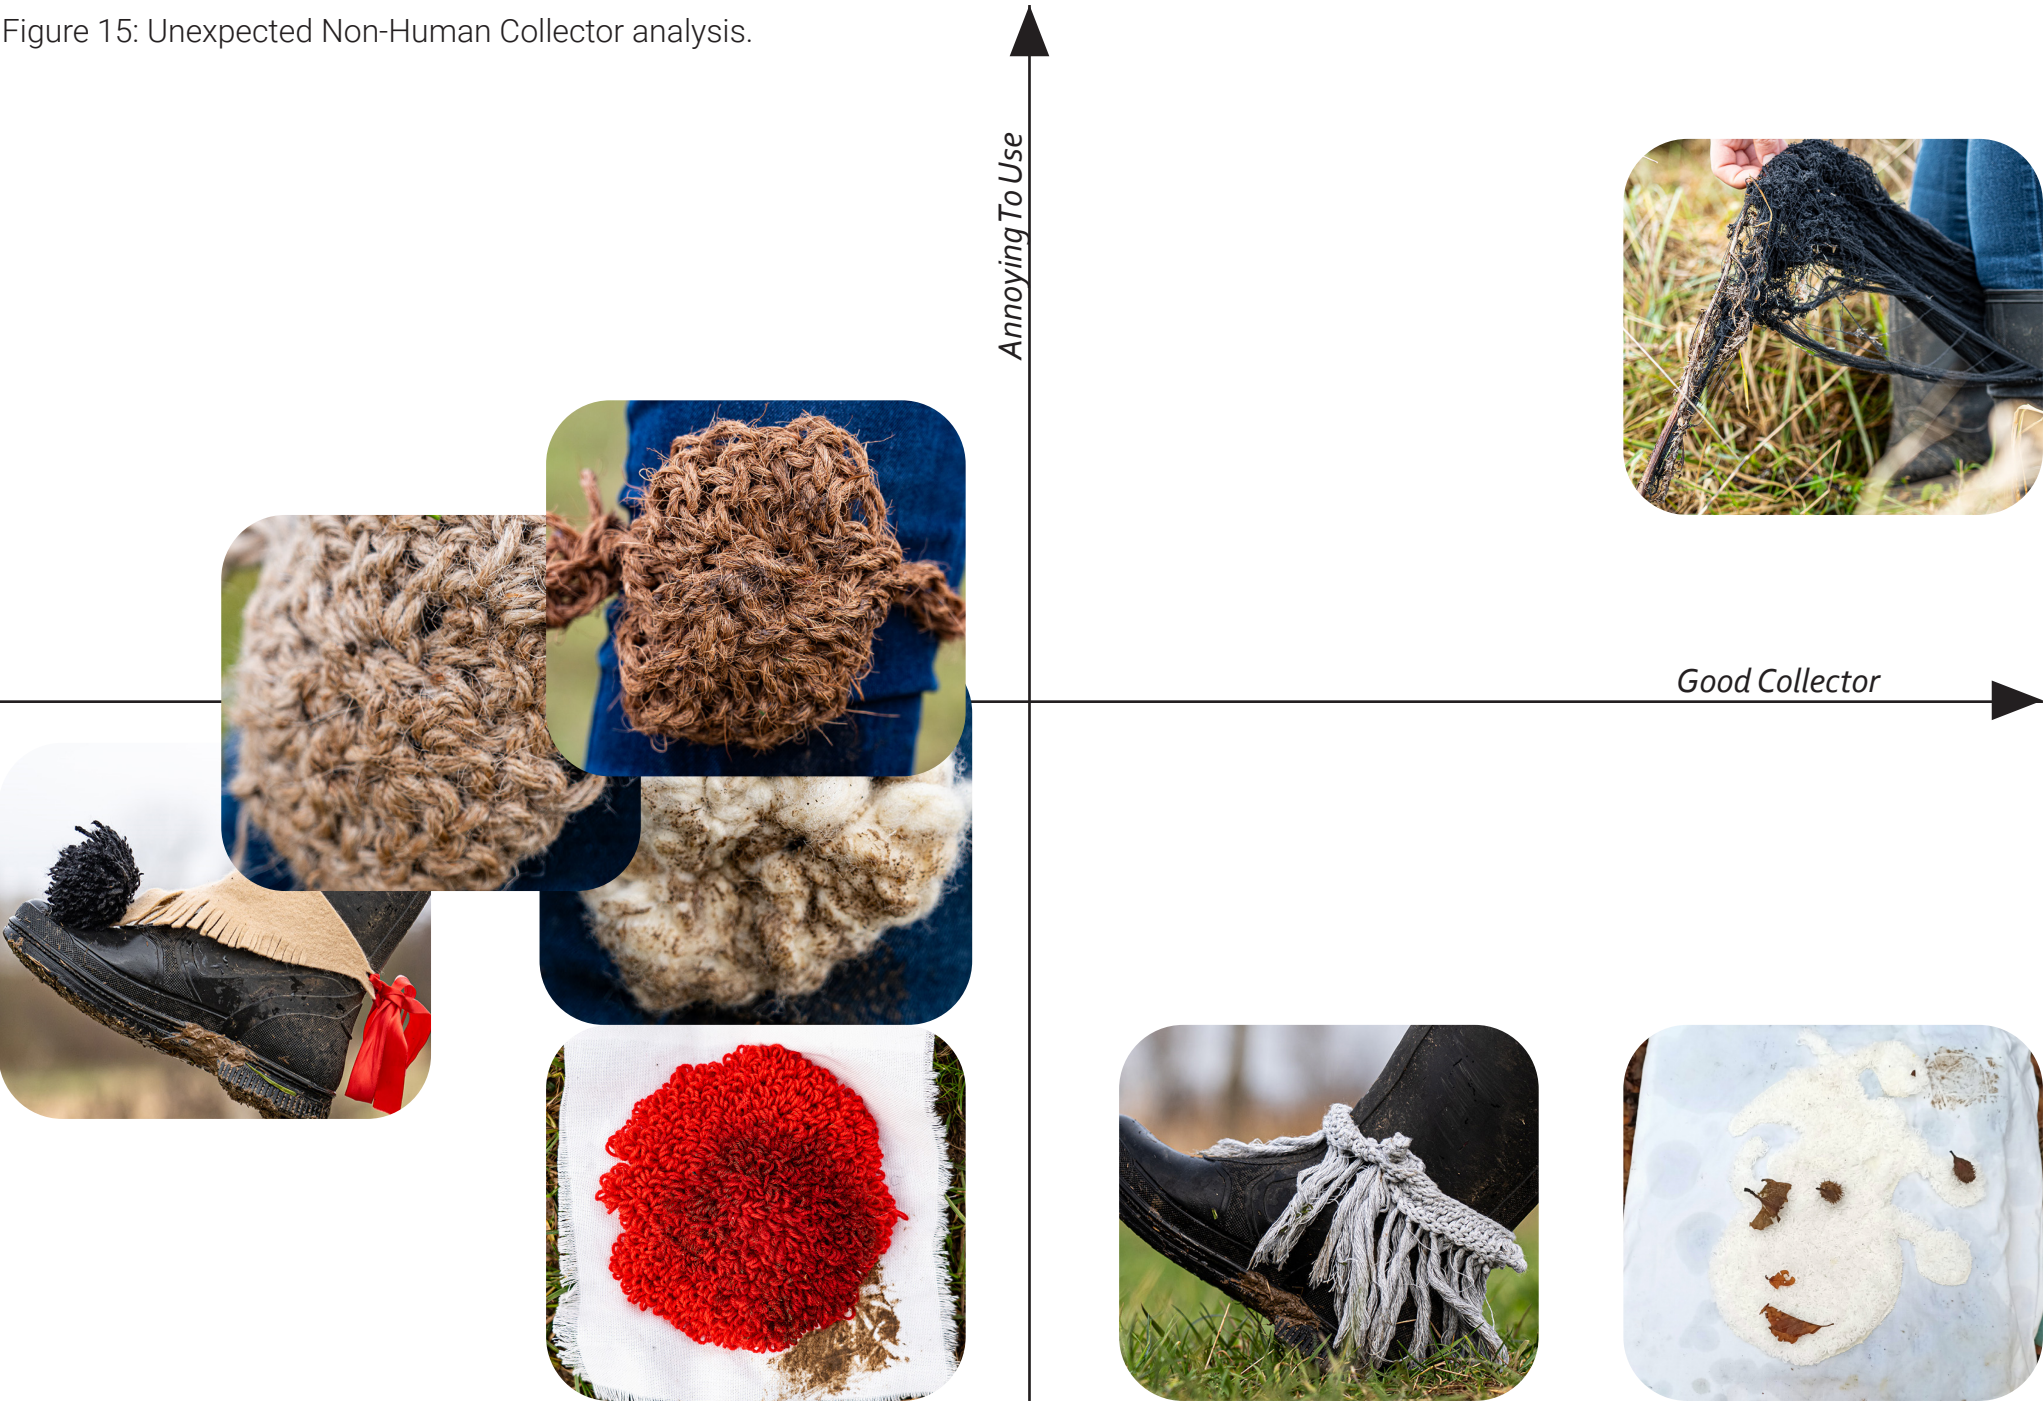 Figure 15: Unexpected Non-Human Collector analysis.
Annoying To Use
Good Collector